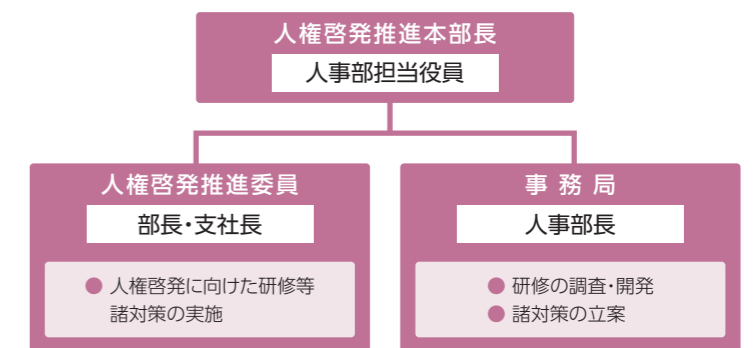 人権啓発推進本部長
人事部担当役員
人権啓発推進委員
部長・支社長
● 人権啓発に向けた研修等
諸対策の実施
事務局
人事部長
● 研修の調査・開発
● 諸対策の立案